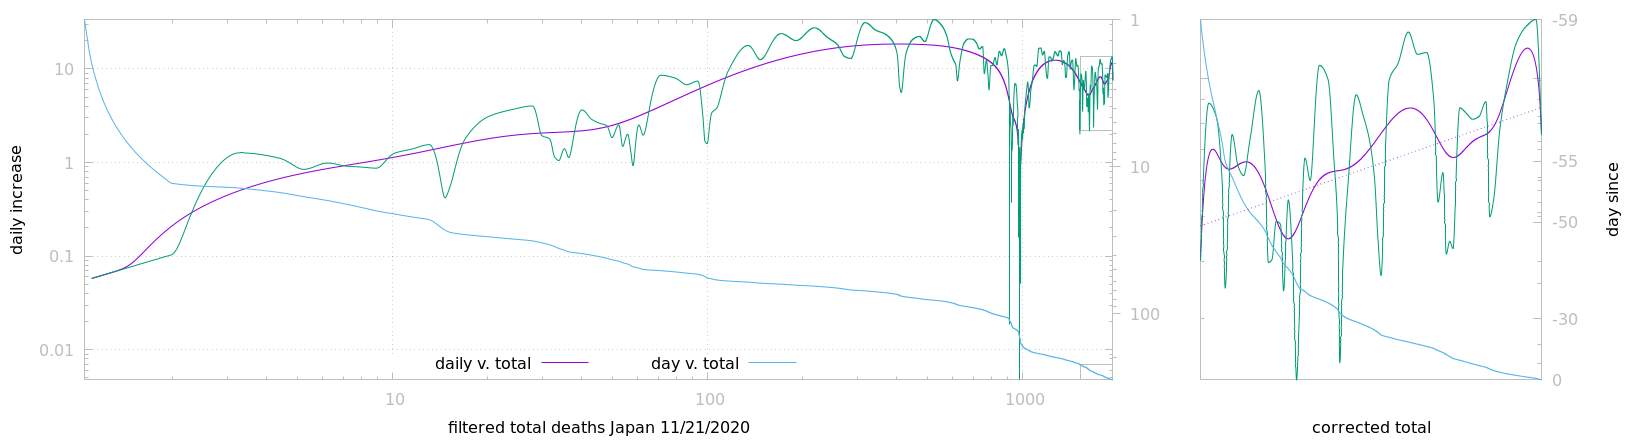 10
1
0.1
0.01
daily increase
10
100
1000
1
10
100
daily v. total
day v. total
filtered total deaths Japan 11/21/2020
-59
-55
-50
-30
0
day since
corrected total